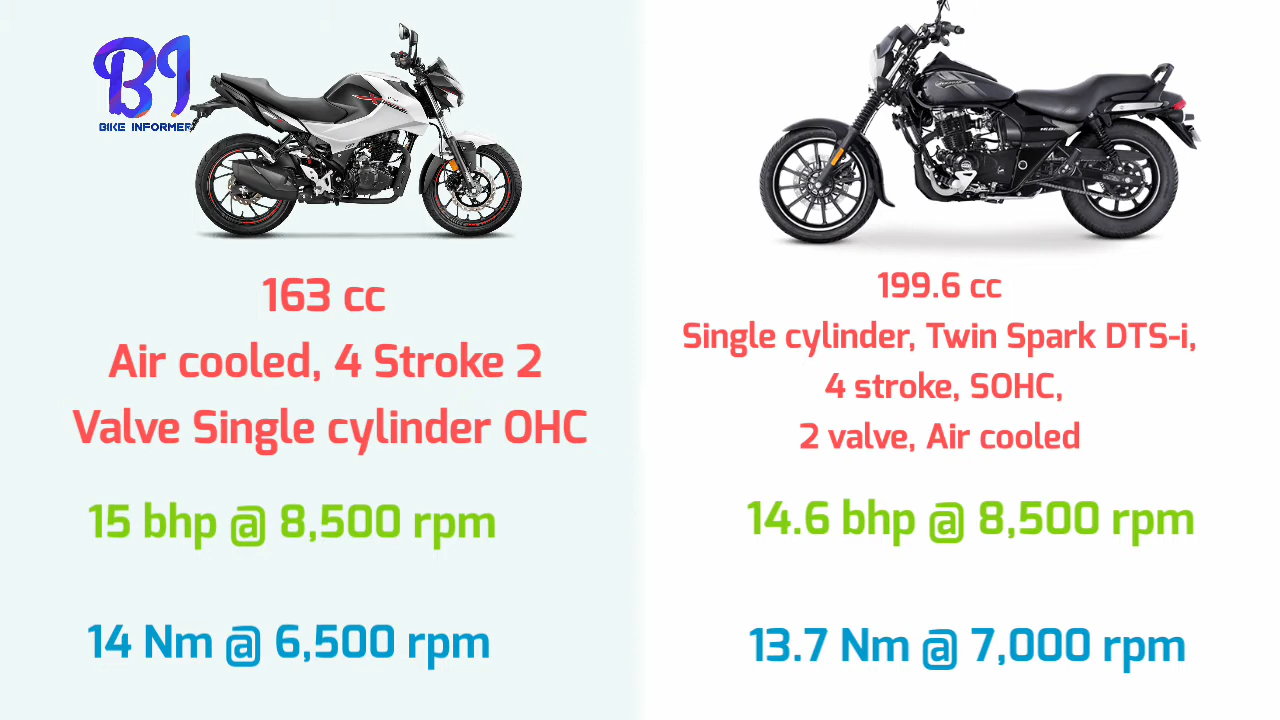 BI
BIKE INFORMER
163 cc
Air cooled, 4 Stroke 2
Valve Single cylinder OHC
15 bhp @ 8,500 rpm
14 Nm @ 6,500 rpm
199.6 cc
Single cylinder, Twin Spark DTS-i,
4 stroke, SOHC,
2 valve, Air cooled
14.6 bhp @ 8,500 rpm
13.7 Nm @ 7,000 rpm